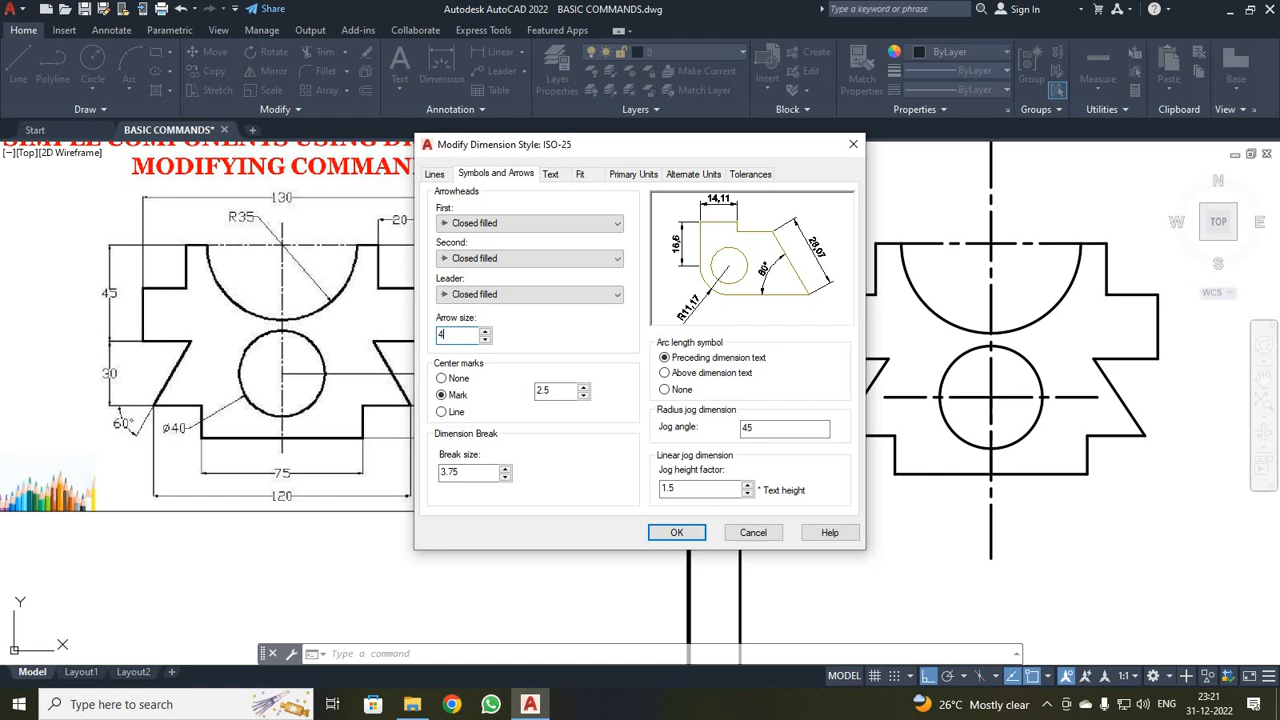 Share
Autodesk AutoCAD 2022 BASIC COMMANDS.dwg
Type a keyword or phrase
Sign In
Home Insert Annotate Parametric View Manage Output Add-ins Collaborate Express Tools Featured Apps
Line
Polyline
Circle
Arc
Move
Rotate
Trim
Copy
Mirror
Fillet
Stretch
Scale
Array
Text
Dimension
Linear
Leader
Table
Layer
Properties
0
Make Current
Match Layer
Insert
Create
Edit
Match
Properties
ByLayer
ByLayer
ByLayer
Group
Measure
Paste
Base
Draw
Modify
Annotation
Layers
Block
Properties
Groups
Utilities
Clipboard
View
Start
BASIC COMMANDS*
[−][Top][2D Wireframe]
MODIFYING COMMAN
130
R35
20
45
30
60°
ø40
75
120
Modify Dimension Style: ISO-25
Lines
Symbols and Arrows
Text
Fit
Primary Units
Alternate Units
Tolerances
Arrowheads
First:
Closed filled
Second:
Closed filled
Leader:
Closed filled
Arrow size:
4
Center marks
None
Mark
2.5
Line
Dimension Break
Break size:
3.75
14,11
16,6
28,07
60°
R11,17
Arc length symbol
Preceding dimension text
Above dimension text
None
Radius jog dimension
Jog angle:
45
Linear jog dimension
Jog height factor:
1.5
* Text height
OK
Cancel
Help
N
W
TOP
E
S
WCS
Y
X
Type a command
Model
Layout1
Layout2
MODEL
1:1
Type here to search
26°C Mostly clear
ENG
23:21
31-12-2022